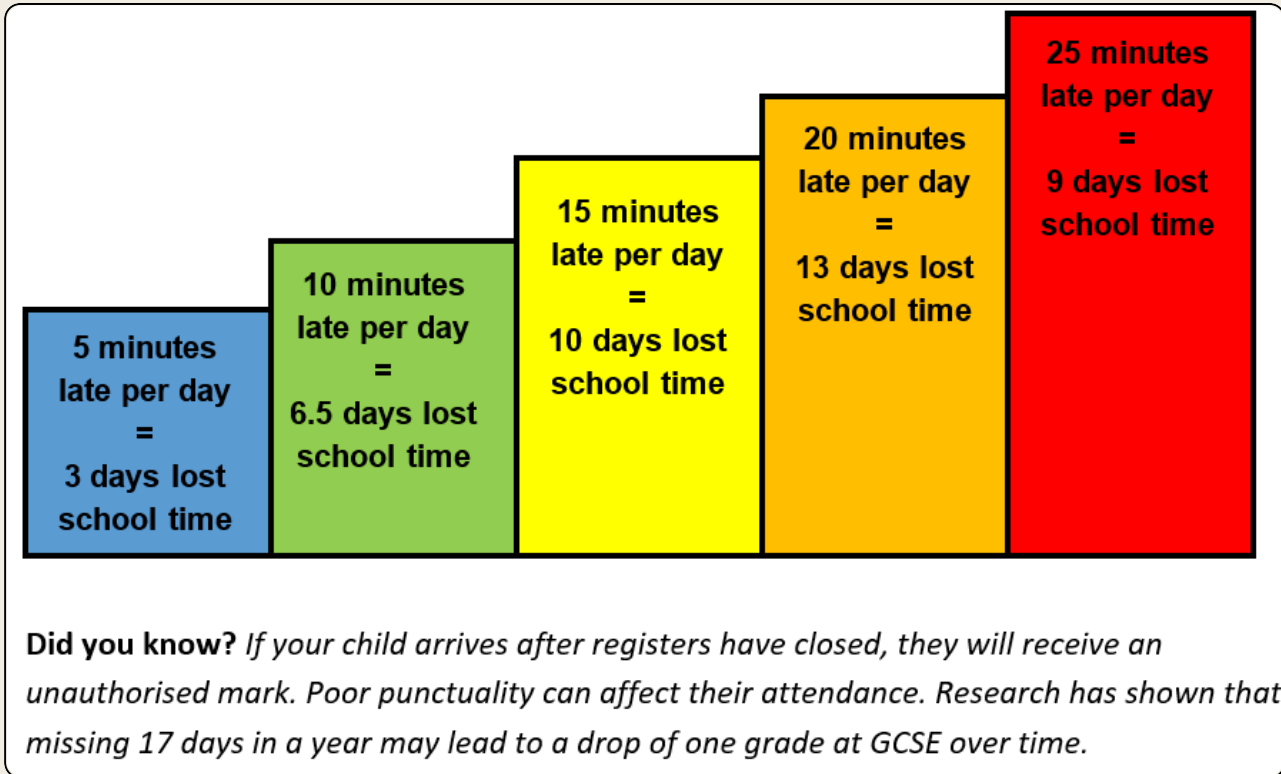 5 minutes
late per day
=
3 days lost
school time
10 minutes
late per day
=
6.5 days lost
school time
15 minutes
late per day
=
10 days lost
school time
20 minutes
late per day
=
13 days lost
school time
25 minutes
late per day
=
9 days lost
school time
Did you know? If your child arrives after registers have closed, they will receive an
unauthorised mark. Poor punctuality can affect their attendance. Research has shown that
missing 17 days in a year may lead to a drop of one grade at GCSE over time.